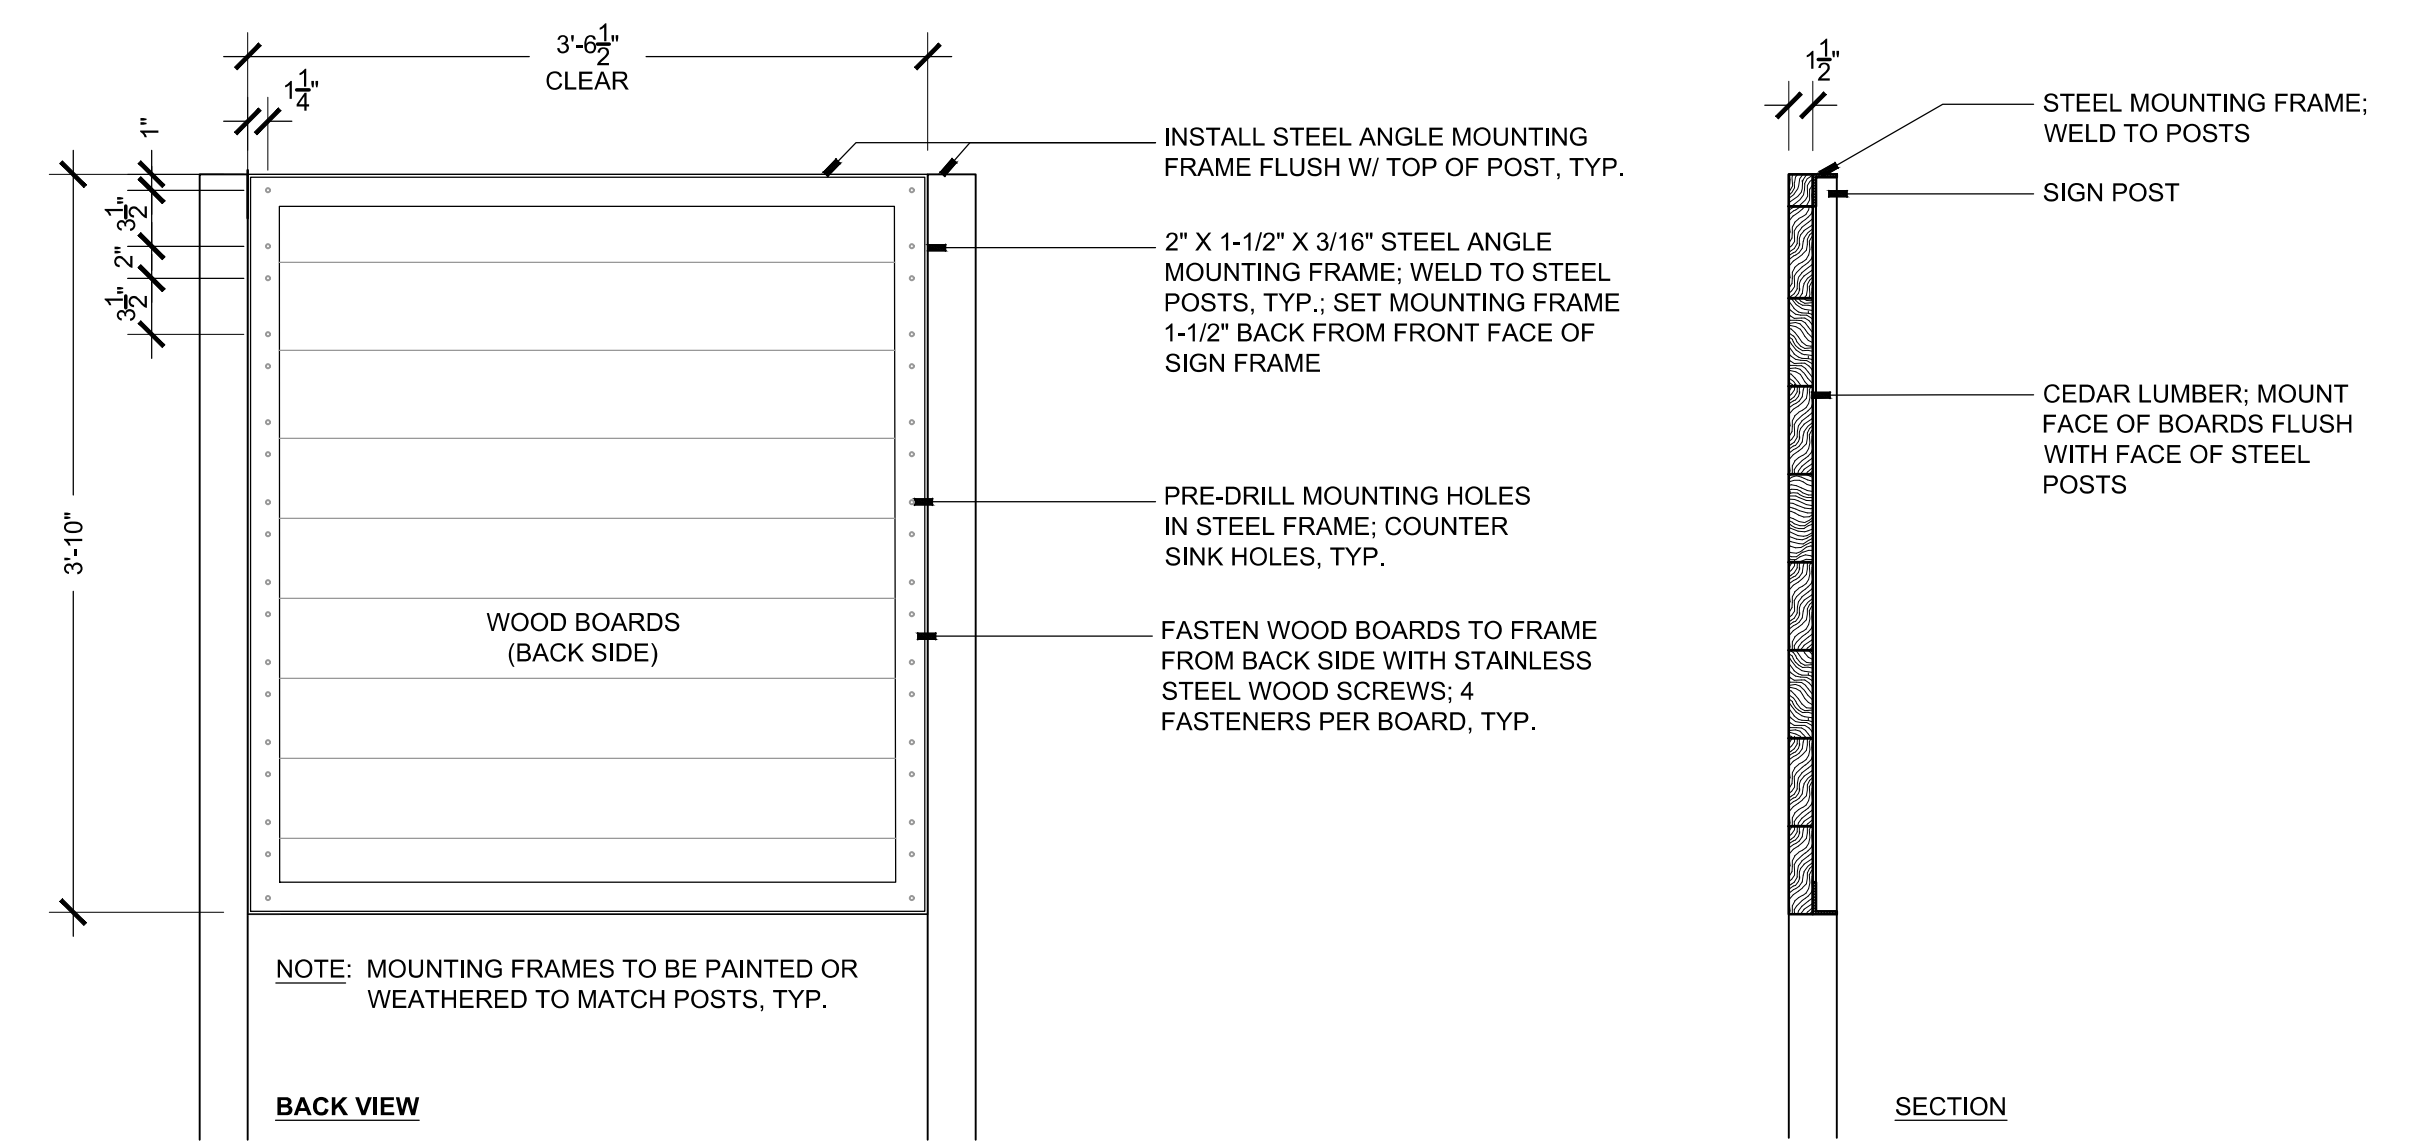 3'-6 1/2"
CLEAR
1 1/4"
1"
3 1/2"
2"
3 1/2"
3'-10"
INSTALL STEEL ANGLE MOUNTING
FRAME FLUSH W/ TOP OF POST, TYP.
2" X 1-1/2" X 3/16" STEEL ANGLE
MOUNTING FRAME; WELD TO STEEL
POSTS, TYP.; SET MOUNTING FRAME
1-1/2" BACK FROM FRONT FACE OF
SIGN FRAME
PRE-DRILL MOUNTING HOLES
IN STEEL FRAME; COUNTER
SINK HOLES, TYP.
FASTEN WOOD BOARDS TO FRAME
FROM BACK SIDE WITH STAINLESS
STEEL WOOD SCREWS; 4
FASTENERS PER BOARD, TYP.
WOOD BOARDS
(BACK SIDE)
NOTE: MOUNTING FRAMES TO BE PAINTED OR
WEATHERED TO MATCH POSTS, TYP.
BACK VIEW
1 1/2"
STEEL MOUNTING FRAME;
WELD TO POSTS
SIGN POST
CEDAR LUMBER; MOUNT
FACE OF BOARDS FLUSH
WITH FACE OF STEEL
POSTS
SECTION